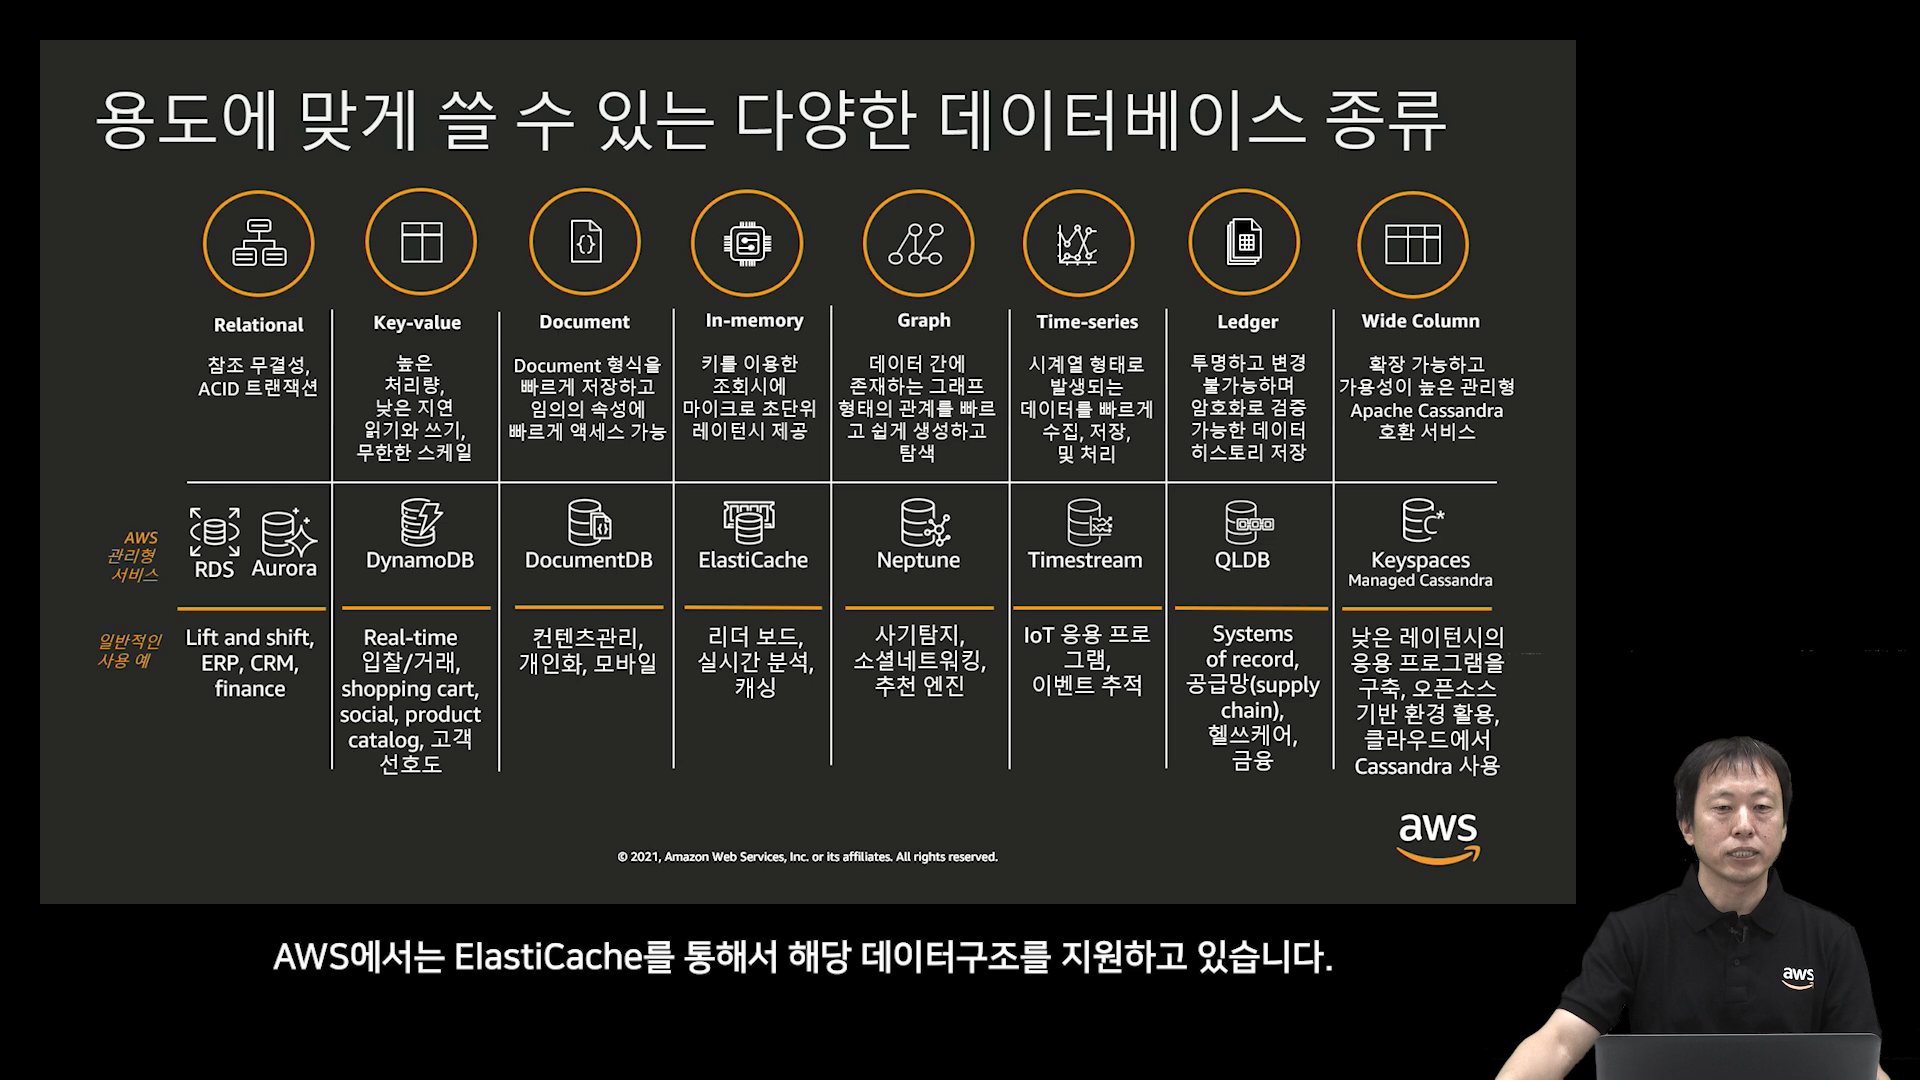 용도에 맞게 쓸 수 있는 다양한 데이터베이스 종류
Relational
참조 무결성,
ACID 트랜잭션
Key-value
높은
처리량,
낮은 지연
읽기와 쓰기,
무한한 스케일
Document
Document 형식을
빠르게 저장하고
임의의 속성에
빠르게 액세스 가능
In-memory
키를 이용한
조회시에
마이크로 초단위
레이턴시 제공
Graph
데이터 간에
존재하는 그래프
형태의 관계를 빠르
고 쉽게 생성하고
탐색
Time-series
시계열 형태로
발생되는
데이터를 빠르게
수집, 저장,
및 처리
Ledger
투명하고 변경
불가능하며
암호화로 검증
가능한 데이터
히스토리 저장
Wide Column
확장 가능하고
가용성이 높은 관리형
Apache Cassandra
호환 서비스
AWS
관리형
서비스
RDS
Aurora
DynamoDB
DocumentDB
ElastiCache
Neptune
Timestream
QLDB
Keyspaces
Managed Cassandra
일반적인
사용 예
Lift and shift,
ERP, CRM,
finance
Real-time
입찰/거래,
shopping cart,
social, product
catalog, 고객
선호도
컨텐츠관리,
개인화, 모바일
리더 보드,
실시간 분석,
캐싱
사기탐지,
소셜네트워킹,
추천 엔진
IoT 응용 프로
그램,
이벤트 추적
Systems
of record,
공급망(supply
chain),
헬쓰케어,
금융
낮은 레이턴시의
응용 프로그램을
구축, 오픈소스
기반 환경 활용,
클라우드에서
Cassandra 사용
aws
© 2021, Amazon Web Services, Inc. or its affiliates. All rights reserved.
AWS에서는 ElastiCache를 통해서 해당 데이터구조를 지원하고 있습니다.
aws